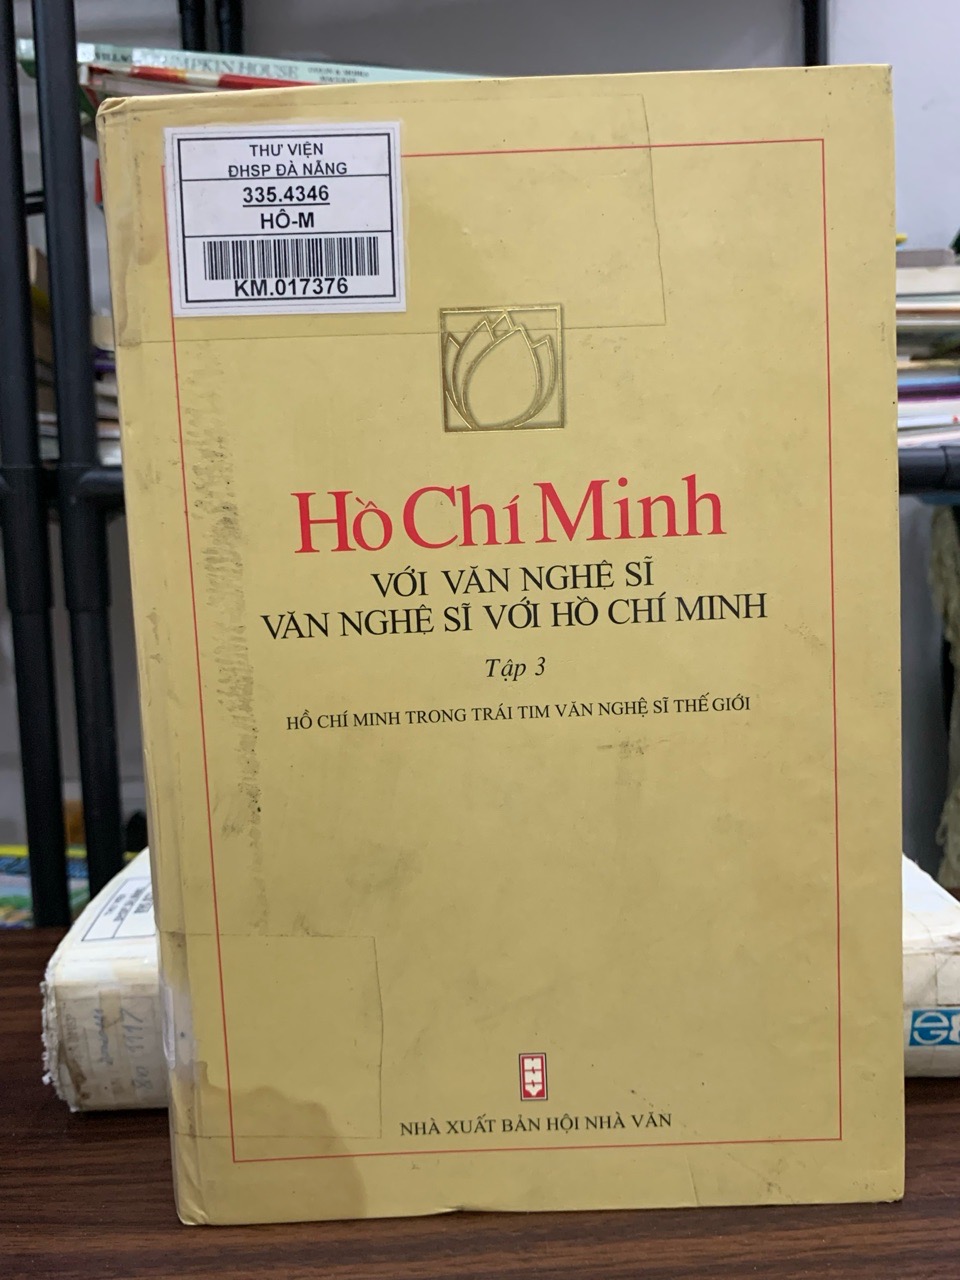 PUMPKIN HOUSE
THƯ VIỆN
ĐHSP ĐÀ NẴNG
335.4346
HÔ-M
KM.017376
Hồ Chí Minh
VỚI VĂN NGHỆ SĨ
VĂN NGHỆ SĨ VỚI HỒ CHÍ MINH
Tập 3
HỒ CHÍ MINH TRONG TRÁI TIM VĂN NGHỆ SĨ THẾ GIỚI
NHÀ XUẤT BẢN HỘI NHÀ VĂN